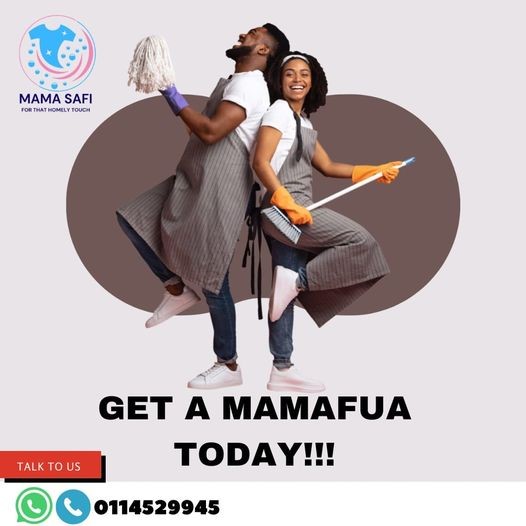 MAMA SAFI
FOR THAT HOMELY TOUCH
GET A MAMAFUA
TODAY!!!
TALK TO US
0114529945